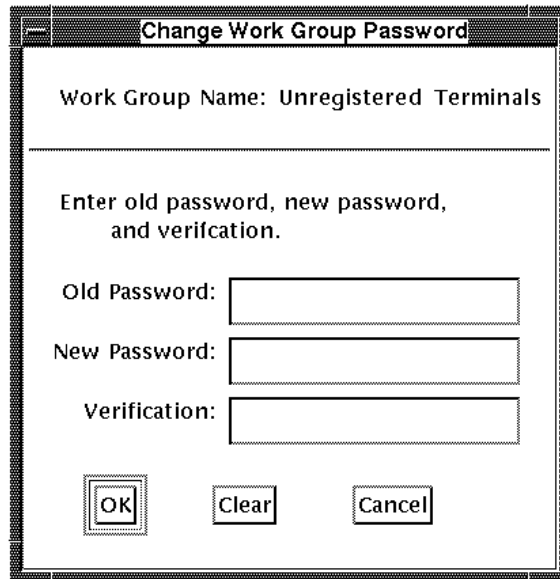 Change Work Group Password
Work Group Name: Unregistered Terminals
Enter old password, new password,
and verifcation.
Old Password:
New Password:
Verification:
OK Clear Cancel